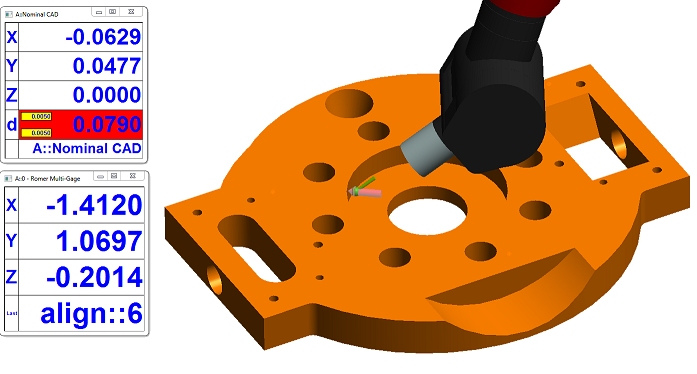 A::Nominal CAD
X -0.0629
Y 0.0477
Z 0.0000
d 0.0050 0.0050 0.0790
A::Nominal CAD
A:0 - Romer Multi-Gage
X -1.4120
Y 1.0697
Z -0.2014
Last align::6